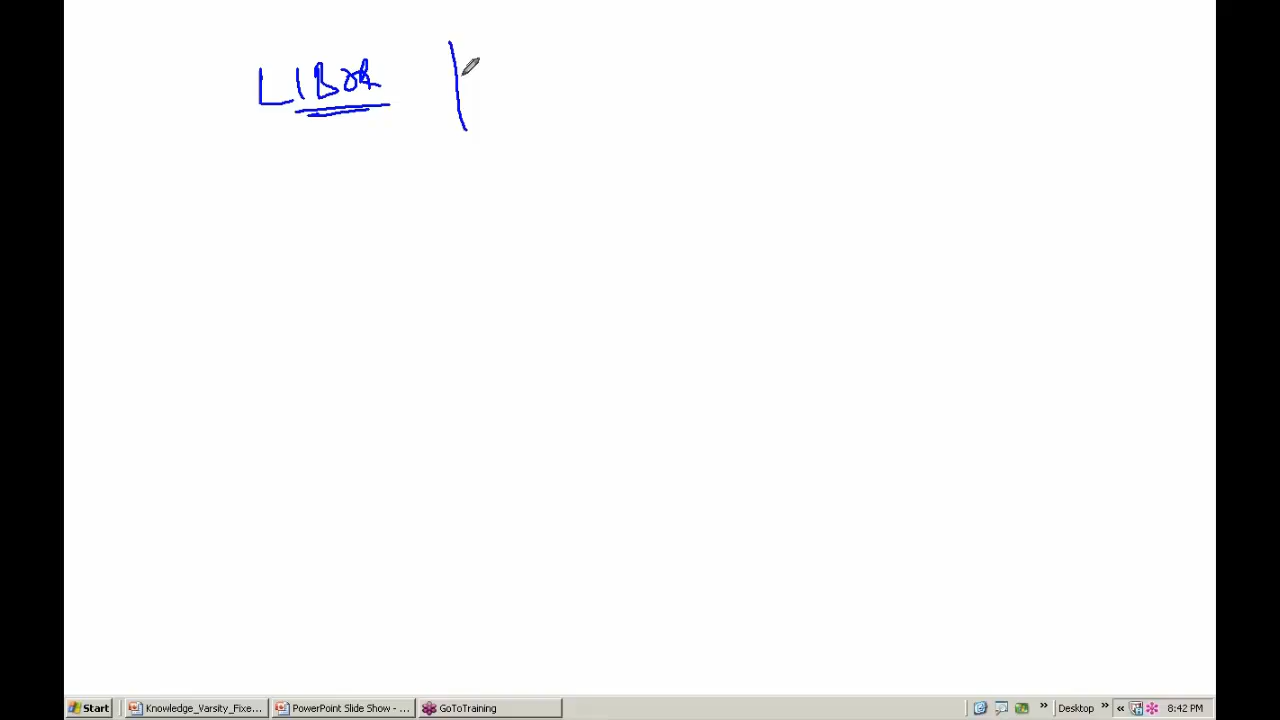 LIBOR
Start
Knowledge_Varsity_Fixe...
PowerPoint Slide Show - ...
GoToTraining
Desktop
8:42 PM